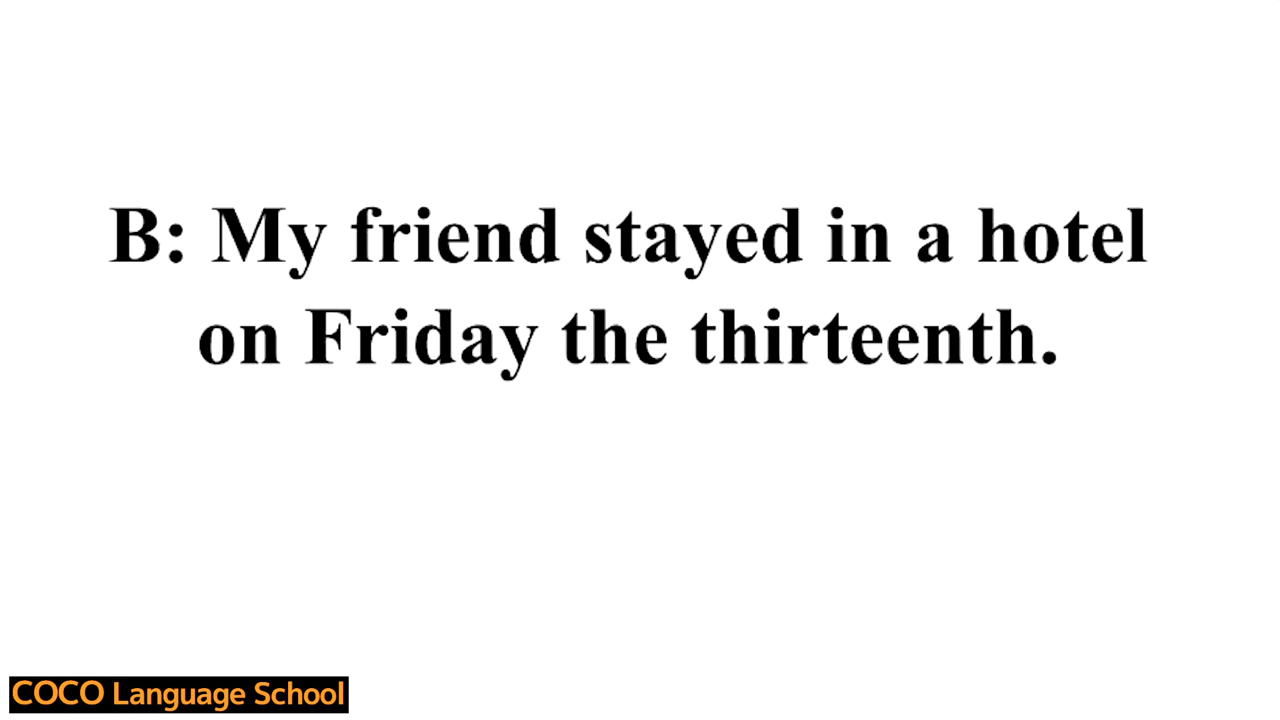 B: My friend stayed in a hotel
on Friday the thirteenth.
COCO Language School